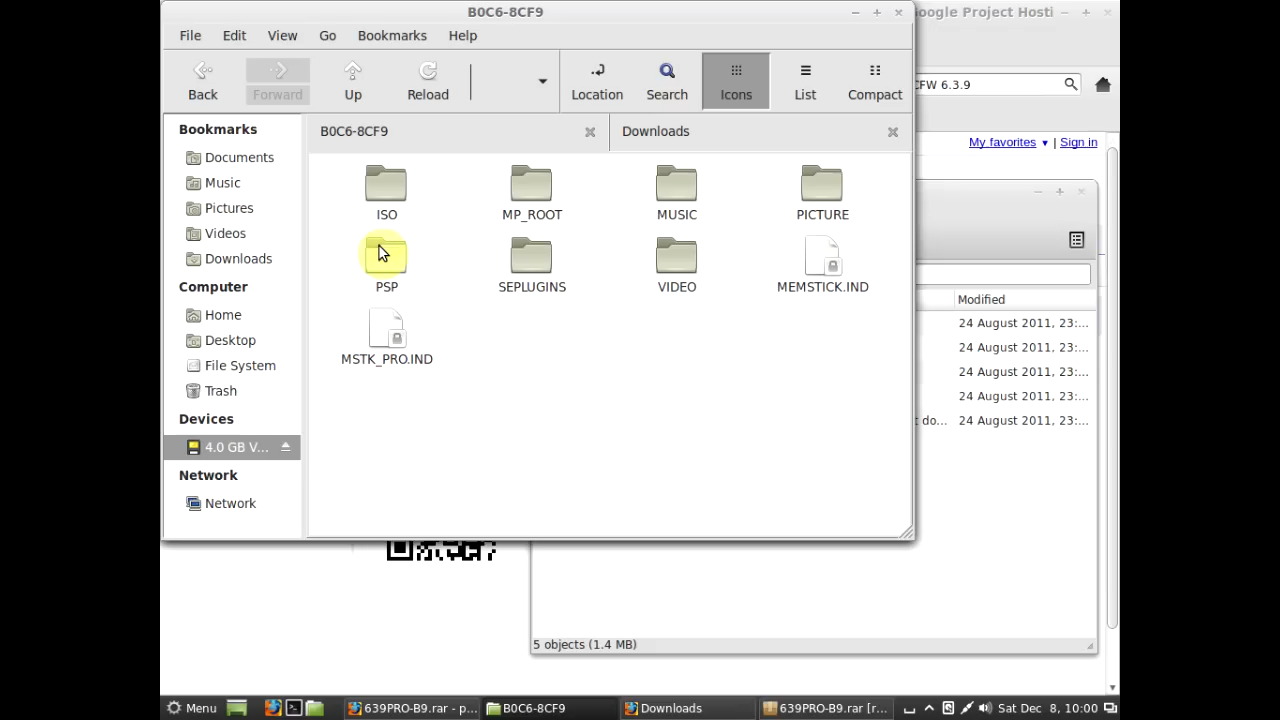 B0C6-8CF9
oogle Project Hosti
File Edit View Go Bookmarks Help
Back Forward Up Reload Location Search Icons List Compact
CFW 6.3.9
Bookmarks
B0C6-8CF9
Downloads
My favorites ▼ | Sign in
Documents
Music
Pictures
Videos
Downloads
Computer
Home
Desktop
File System
Trash
Devices
4.0 GB V...
Network
Network
ISO MP_ROOT MUSIC PICTURE
PSP SEPLUGINS VIDEO MEMSTICK.IND
MSTK_PRO.IND
Modified
24 August 2011, 23:...
24 August 2011, 23:...
24 August 2011, 23:...
24 August 2011, 23:...
t do... 24 August 2011, 23:...
5 objects (1.4 MB)
Menu 639PRO-B9.rar - p... B0C6-8CF9 Downloads 639PRO-B9.rar [r... Sat Dec 8, 10:00